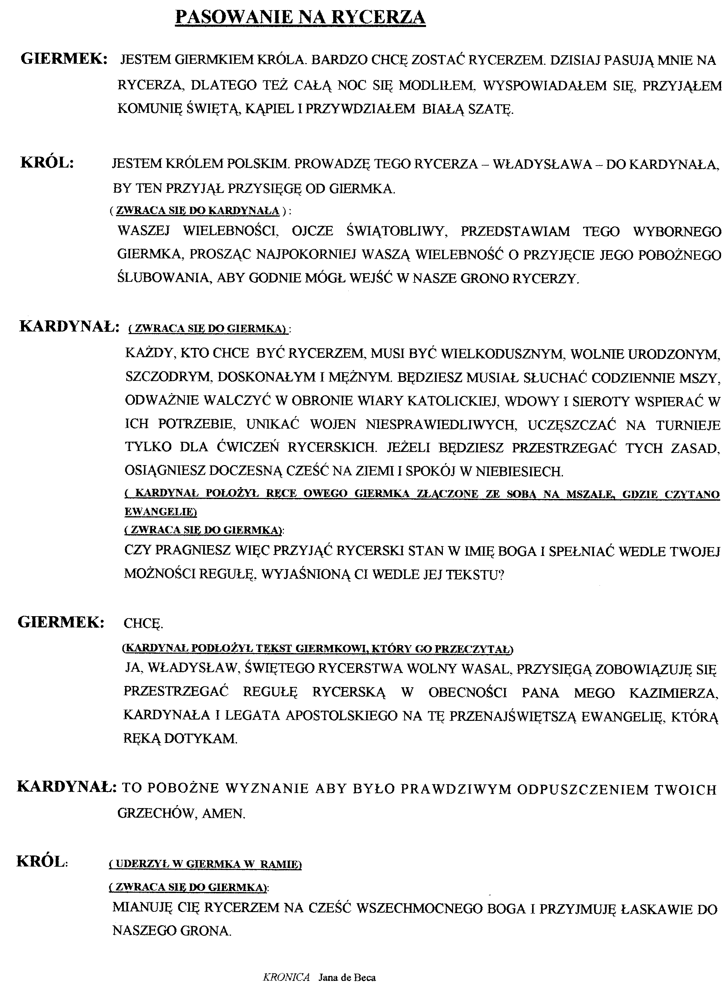 PASOWANIE NA RYCERZA
GIERMEK: JESTEM GIERMKIEM KRÓLA. BARDZO CHCĘ ZOSTAĆ RYCERZEM. DZISIAJ PASUJĄ MNIE NA
RYCERZA, DLATEGO TEŻ CAŁĄ NOC SIĘ MODLIŁEM, WYSPOWIADAŁEM SIĘ, PRZYJĄŁEM
KOMUNIĘ ŚWIĘTĄ, KĄPIEL I PRZYWDZIAŁEM BIAŁĄ SZATĘ.
KRÓL: JESTEM KRÓLEM POLSKIM. PROWADZĘ TEGO RYCERZA – WŁADYSŁAWA – DO KARDYNAŁA,
BY TEN PRZYJĄŁ PRZYSIĘGĘ OD GIERMKA.
( ZWRACA SIĘ DO KARDYNAŁA ) :
WASZEJ WIELEBNOŚCI, OJCZE ŚWIĄTOBLIWY, PRZEDSTAWIAM TEGO WYBORNEGO
GIERMKA, PROSZĄC NAJPOKORNIEJ WASZĄ WIELEBNOŚĆ O PRZYJĘCIE JEGO POBOŻNEGO
ŚLUBOWANIA, ABY GODNIE MÓGŁ WEJŚĆ W NASZE GRONO RYCERZY.
KARDYNAŁ: ( ZWRACA SIĘ DO GIERMKA) :
KAŻDY, KTO CHCE BYĆ RYCERZEM, MUSI BYĆ WIELKODUSZNYM, WOLNIE URODZONYM,
SZCZODRYM, DOSKONAŁYM I MĘŻNYM. BĘDZIESZ MUSIAŁ SŁUCHAĆ CODZIENNIE MSZY,
ODWAŻNIE WALCZYĆ W OBRONIE WIARY KATOLICKIEJ, WDOWY I SIEROTY WSPIERAĆ W
ICH POTRZEBIE, UNIKAĆ WOJEN NIESPRAWIEDLIWYCH, UCZĘSZCZAĆ NA TURNIEJE
TYLKO DLA ĆWICZEŃ RYCERSKICH. JEŻELI BĘDZIESZ PRZESTRZEGAĆ TYCH ZASAD,
OSIĄGNIESZ DOCZESNĄ CZEŚĆ NA ZIEMI I SPOKÓJ W NIEBIESIECH.
( KARDYNAŁ POŁOŻYŁ RĘCE OWEGO GIERMKA ZŁĄCZONE ZE SOBĄ NA MSZALE, GDZIE CZYTANO
EWANGELIĘ)
( ZWRACA SIĘ DO GIERMKA):
CZY PRAGNIESZ WIĘC PRZYJĄĆ RYCERSKI STAN W IMIĘ BOGA I SPEŁNIAĆ WEDLE TWOJEJ
MOŻNOŚCI REGUŁĘ, WYJAŚNIONĄ CI WEDLE JEJ TEKSTU?
GIERMEK: CHCĘ.
(KARDYNAŁ PODŁOŻYŁ TEKST GIERMKOWI, KTÓRY GO PRZECZYTAŁ)
JA, WŁADYSŁAW, ŚWIĘTEGO RYCERSTWA WOLNY WASAL, PRZYSIĘGĄ ZOBOWIĄZUJĘ SIĘ
PRZESTRZEGAĆ REGUŁĘ RYCERSKĄ W OBECNOŚCI PANA MEGO KAZIMIERZA,
KARDYNAŁA I LEGATA APOSTOLSKIEGO NA TĘ PRZENAJŚWIĘTSZĄ EWANGELIĘ, KTÓRĄ
RĘKĄ DOTYKAM.
KARDYNAŁ: TO POBOŻNE WYZNANIE ABY BYŁO PRAWDZIWYM ODPUSZCZENIEM TWOICH
GRZECHÓW, AMEN.
KRÓL: ( UDERZYŁ W GIERMKA W RAMIĘ)
( ZWRACA SIĘ DO GIERMKA):
MIANUJĘ CIĘ RYCERZEM NA CZEŚĆ WSZECHMOCNEGO BOGA I PRZYJMUJĘ ŁASKAWIE DO
NASZEGO GRONA.
KRONICA Jana de Beca